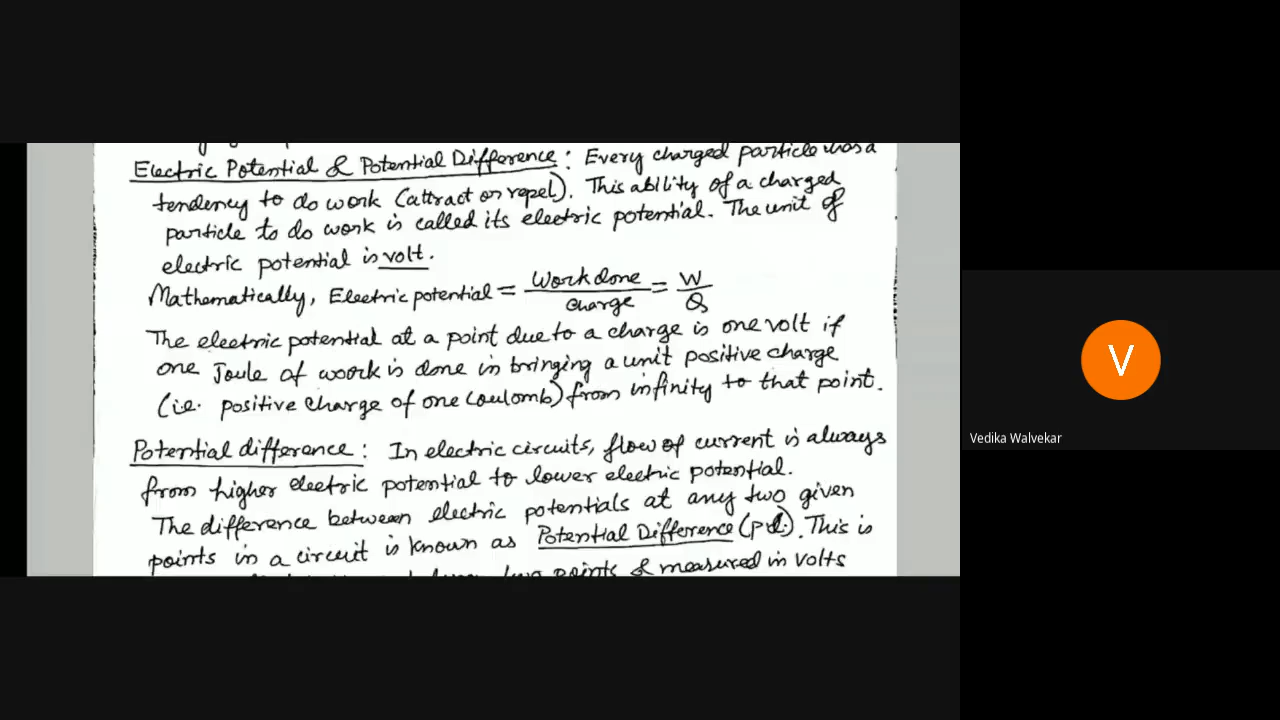 Electric Potential & Potential Difference : Every charged particle has a
tendency to do work (attract or repel). This ability of a charged
particle to do work is called its electric potential. The unit of
electric potential is volt.
Mathematically, Electric potential = Work done / charge = W / Q
The electric potential at a point due to a charge is one volt if
one Joule of work is done in bringing a unit positive charge
(i.e. positive charge of one Coulomb) from infinity to that point.
Potential difference : In electric circuits, flow of current is always
from higher electric potential to lower electric potential.
The difference between electric potentials at any two given
points in a circuit is known as Potential Difference (p.d.). This is
two points & measured in volts
V
Vedika Walvekar